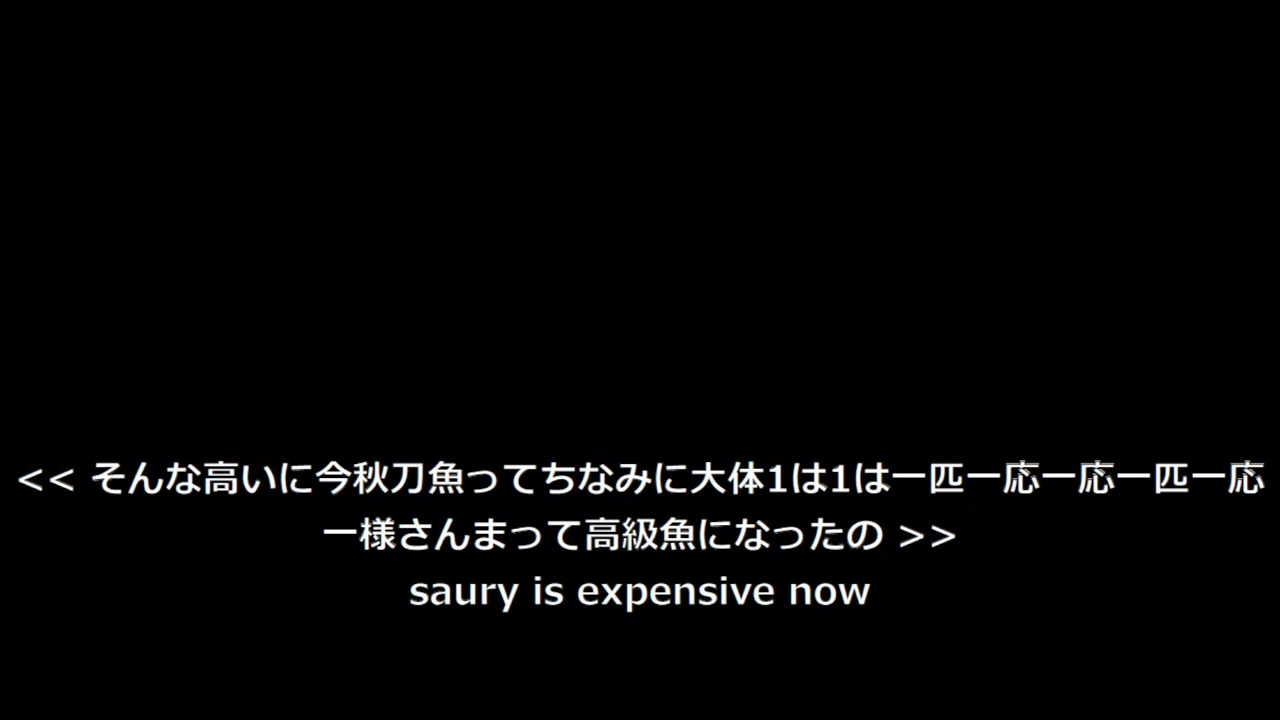 << そんな高いに今秋刀魚ってちなみに大体1は1は一匹一応一応一匹一応
一様さんまって高級魚になったの >>
saury is expensive now